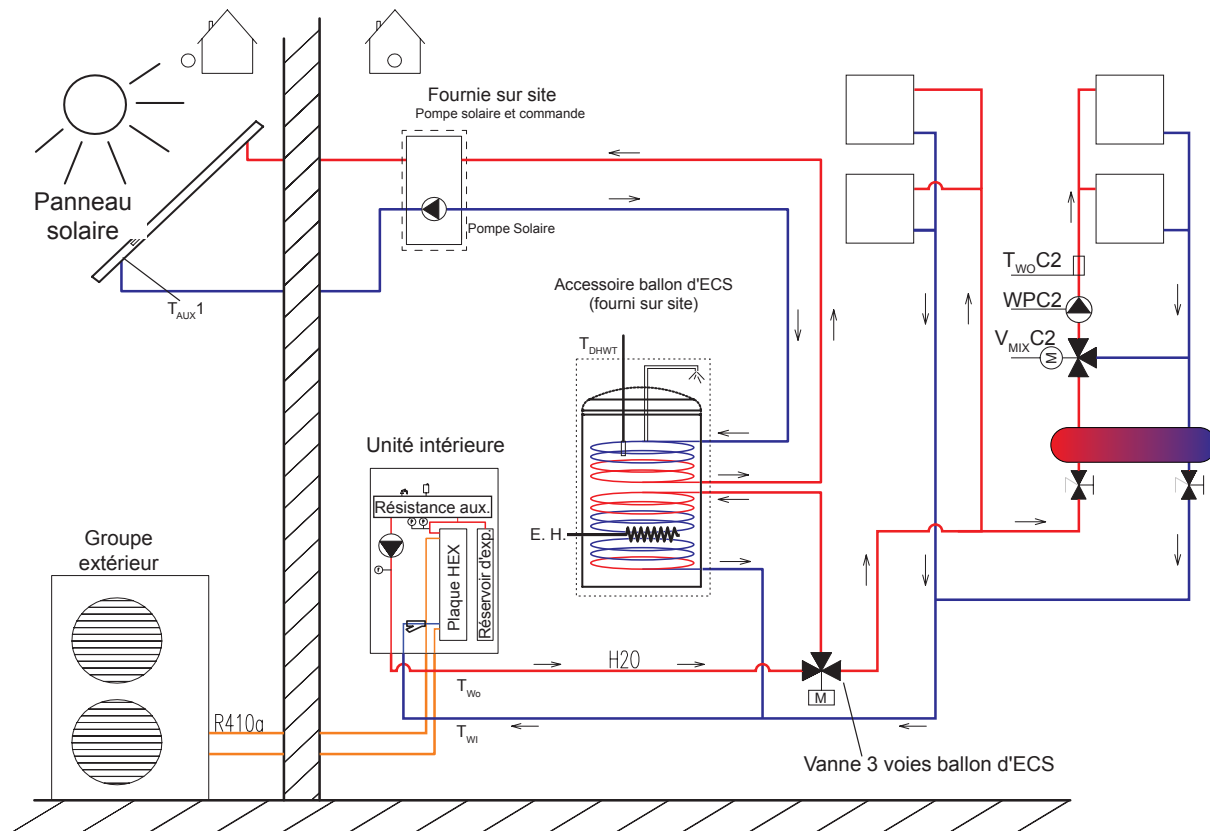 Fournie sur site
Pompe solaire et commande
Panneau
solaire
Pompe Solaire
TAUX1
TWOC2
WPC2
VMIXC2
M
Accessoire ballon d'ECS
(fourni sur site)
TDHWT
Unité intérieure
Résistance aux.
Plaque HEX
Réservoir d'exp.
E. H.
Groupe
extérieur
H2O
TWo
M
R410a
TWI
Vanne 3 voies ballon d'ECS